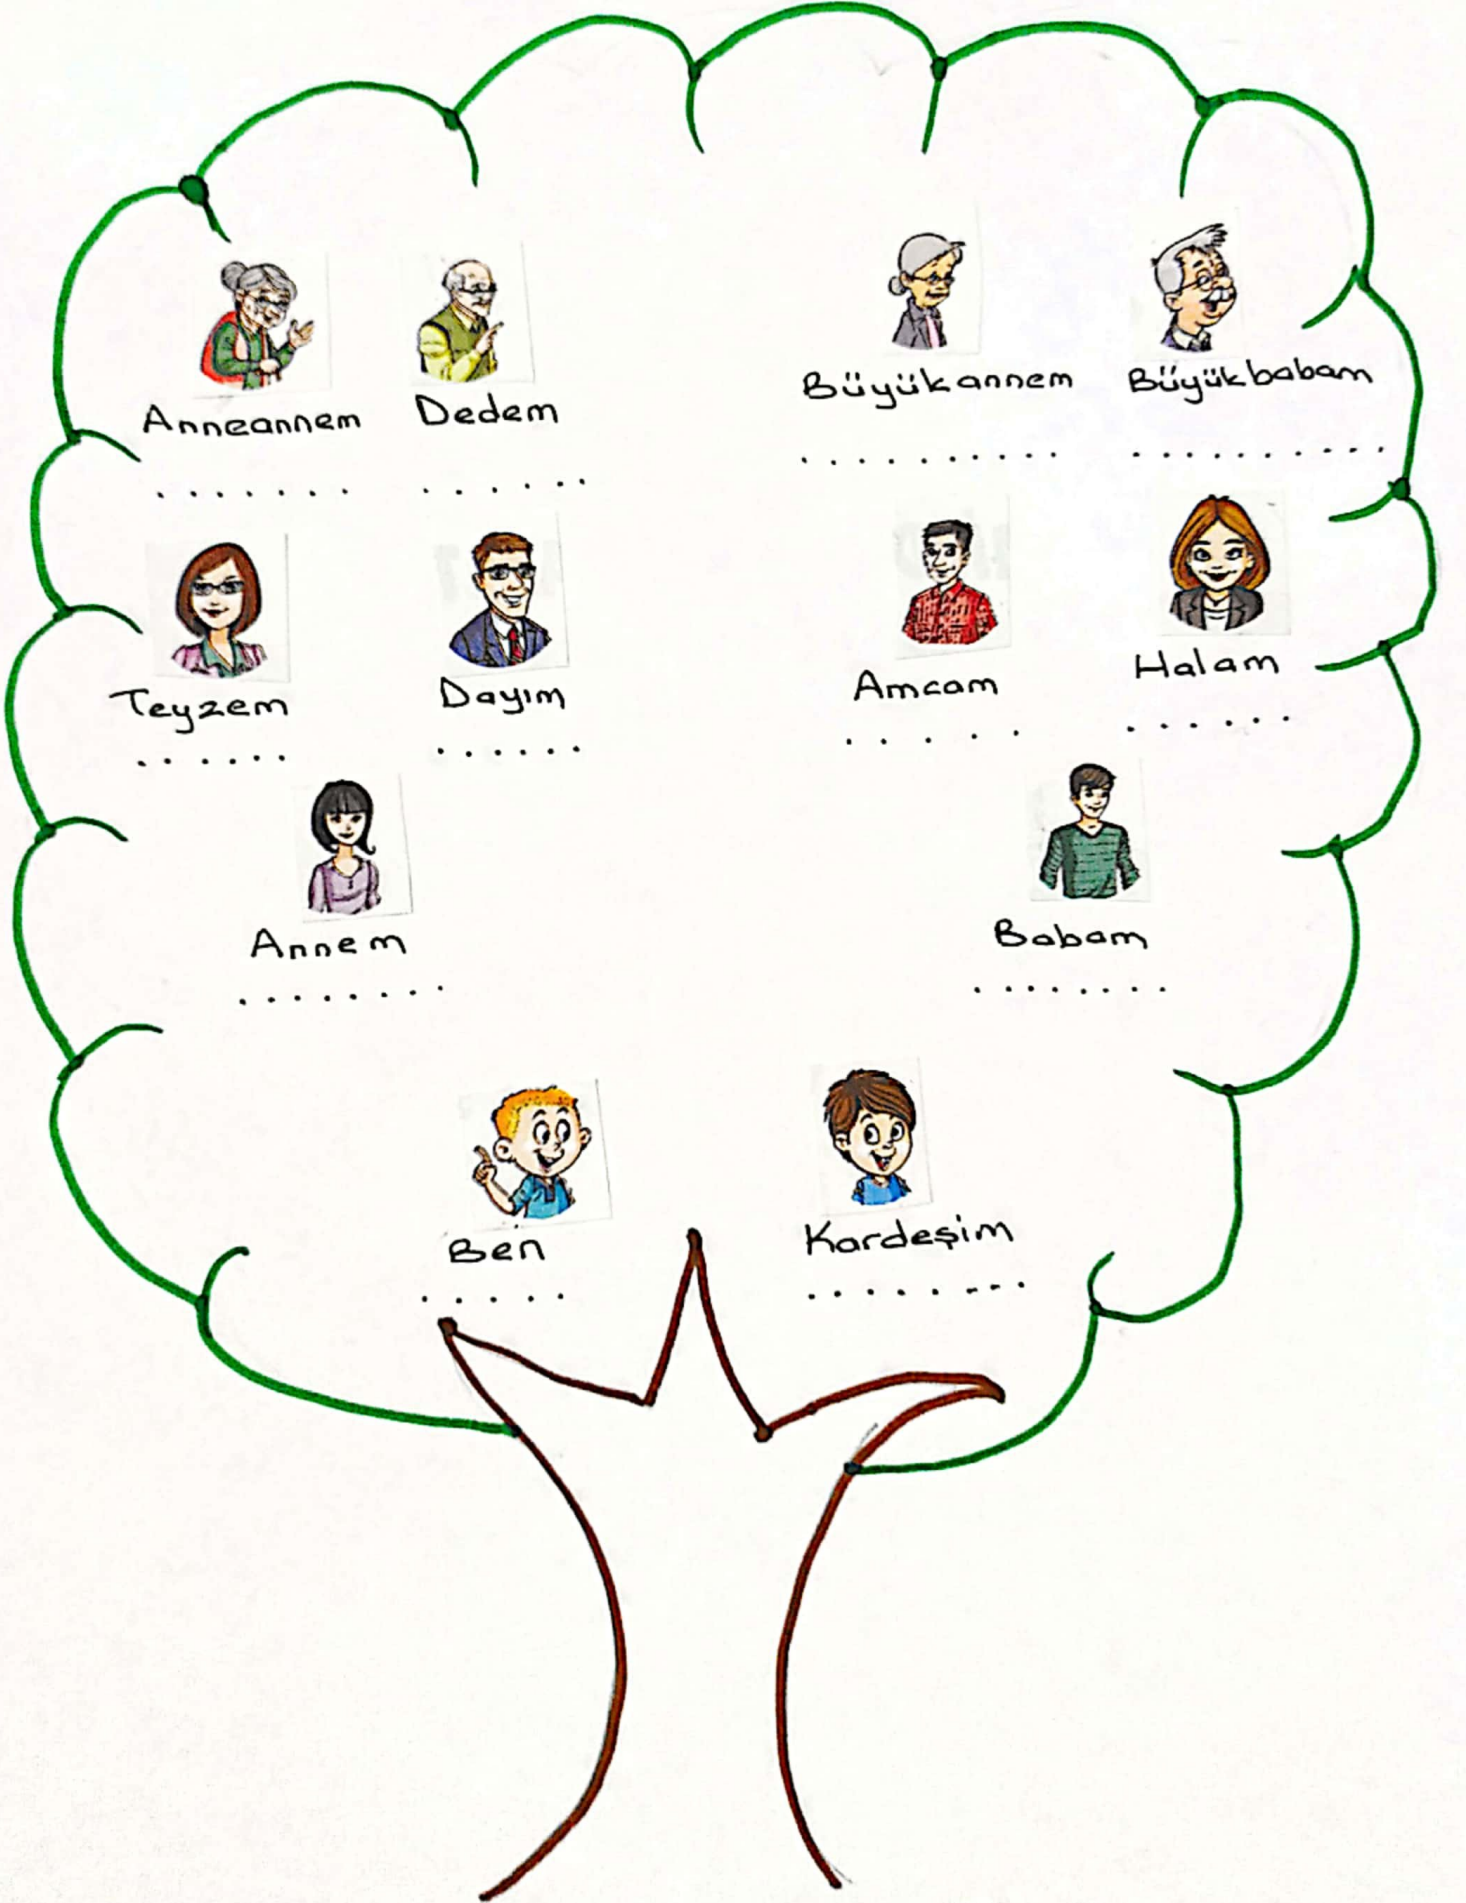 Anneannem Dedem Büyükannem Büyükbabam
. . . . . . . . . . . . . . . . . . . . . . . . . . . . . . . . .
Teyzem Dayım Amcam Halam
. . . . . . . . . . . . . . . . . . . . . . .
Annem Babam
. . . . . . . . . . . . . . . .
Ben Kardeşim
. . . . . . . . . . . . .